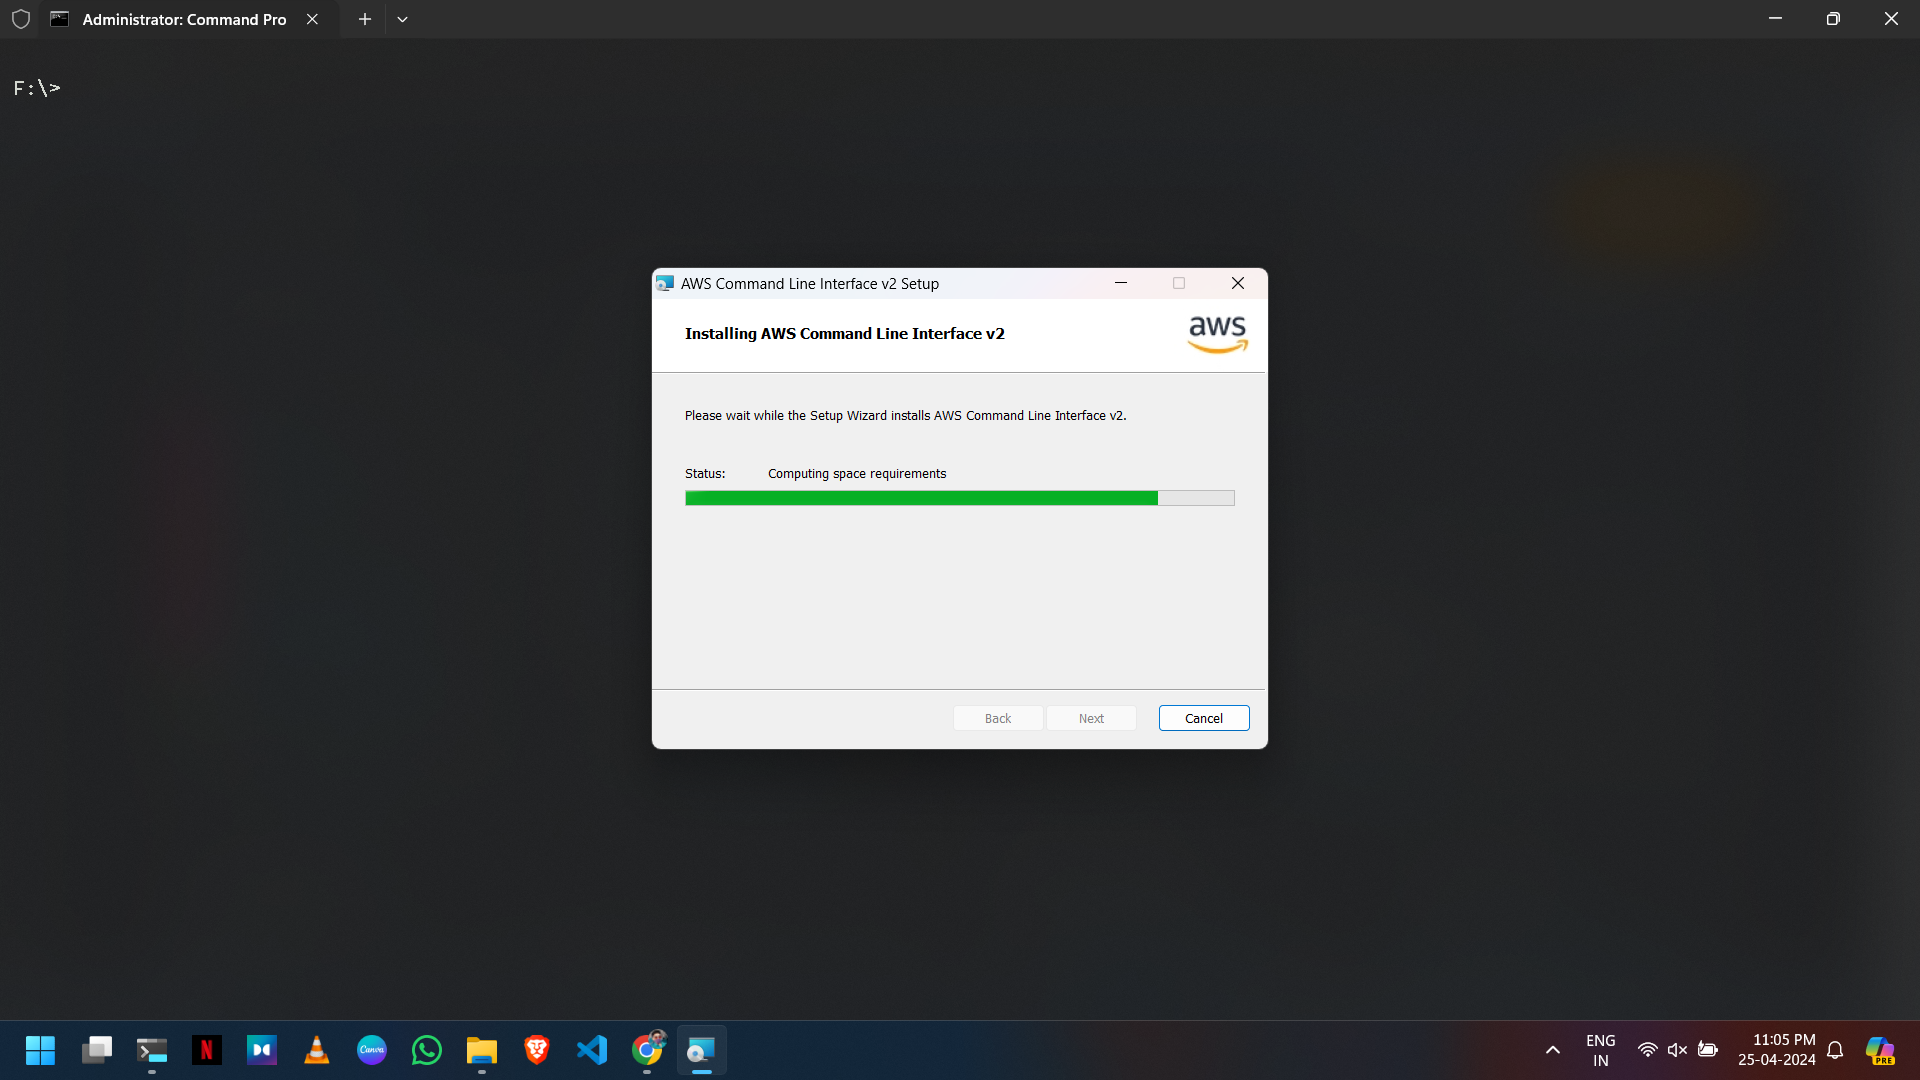 Administrator: Command Pro
F:\>
AWS Command Line Interface v2 Setup
Installing AWS Command Line Interface v2
aws
Please wait while the Setup Wizard installs AWS Command Line Interface v2.
Status: Computing space requirements
Back Next Cancel
N
Canva
ENG
IN
11:05 PM
25-04-2024
PRE